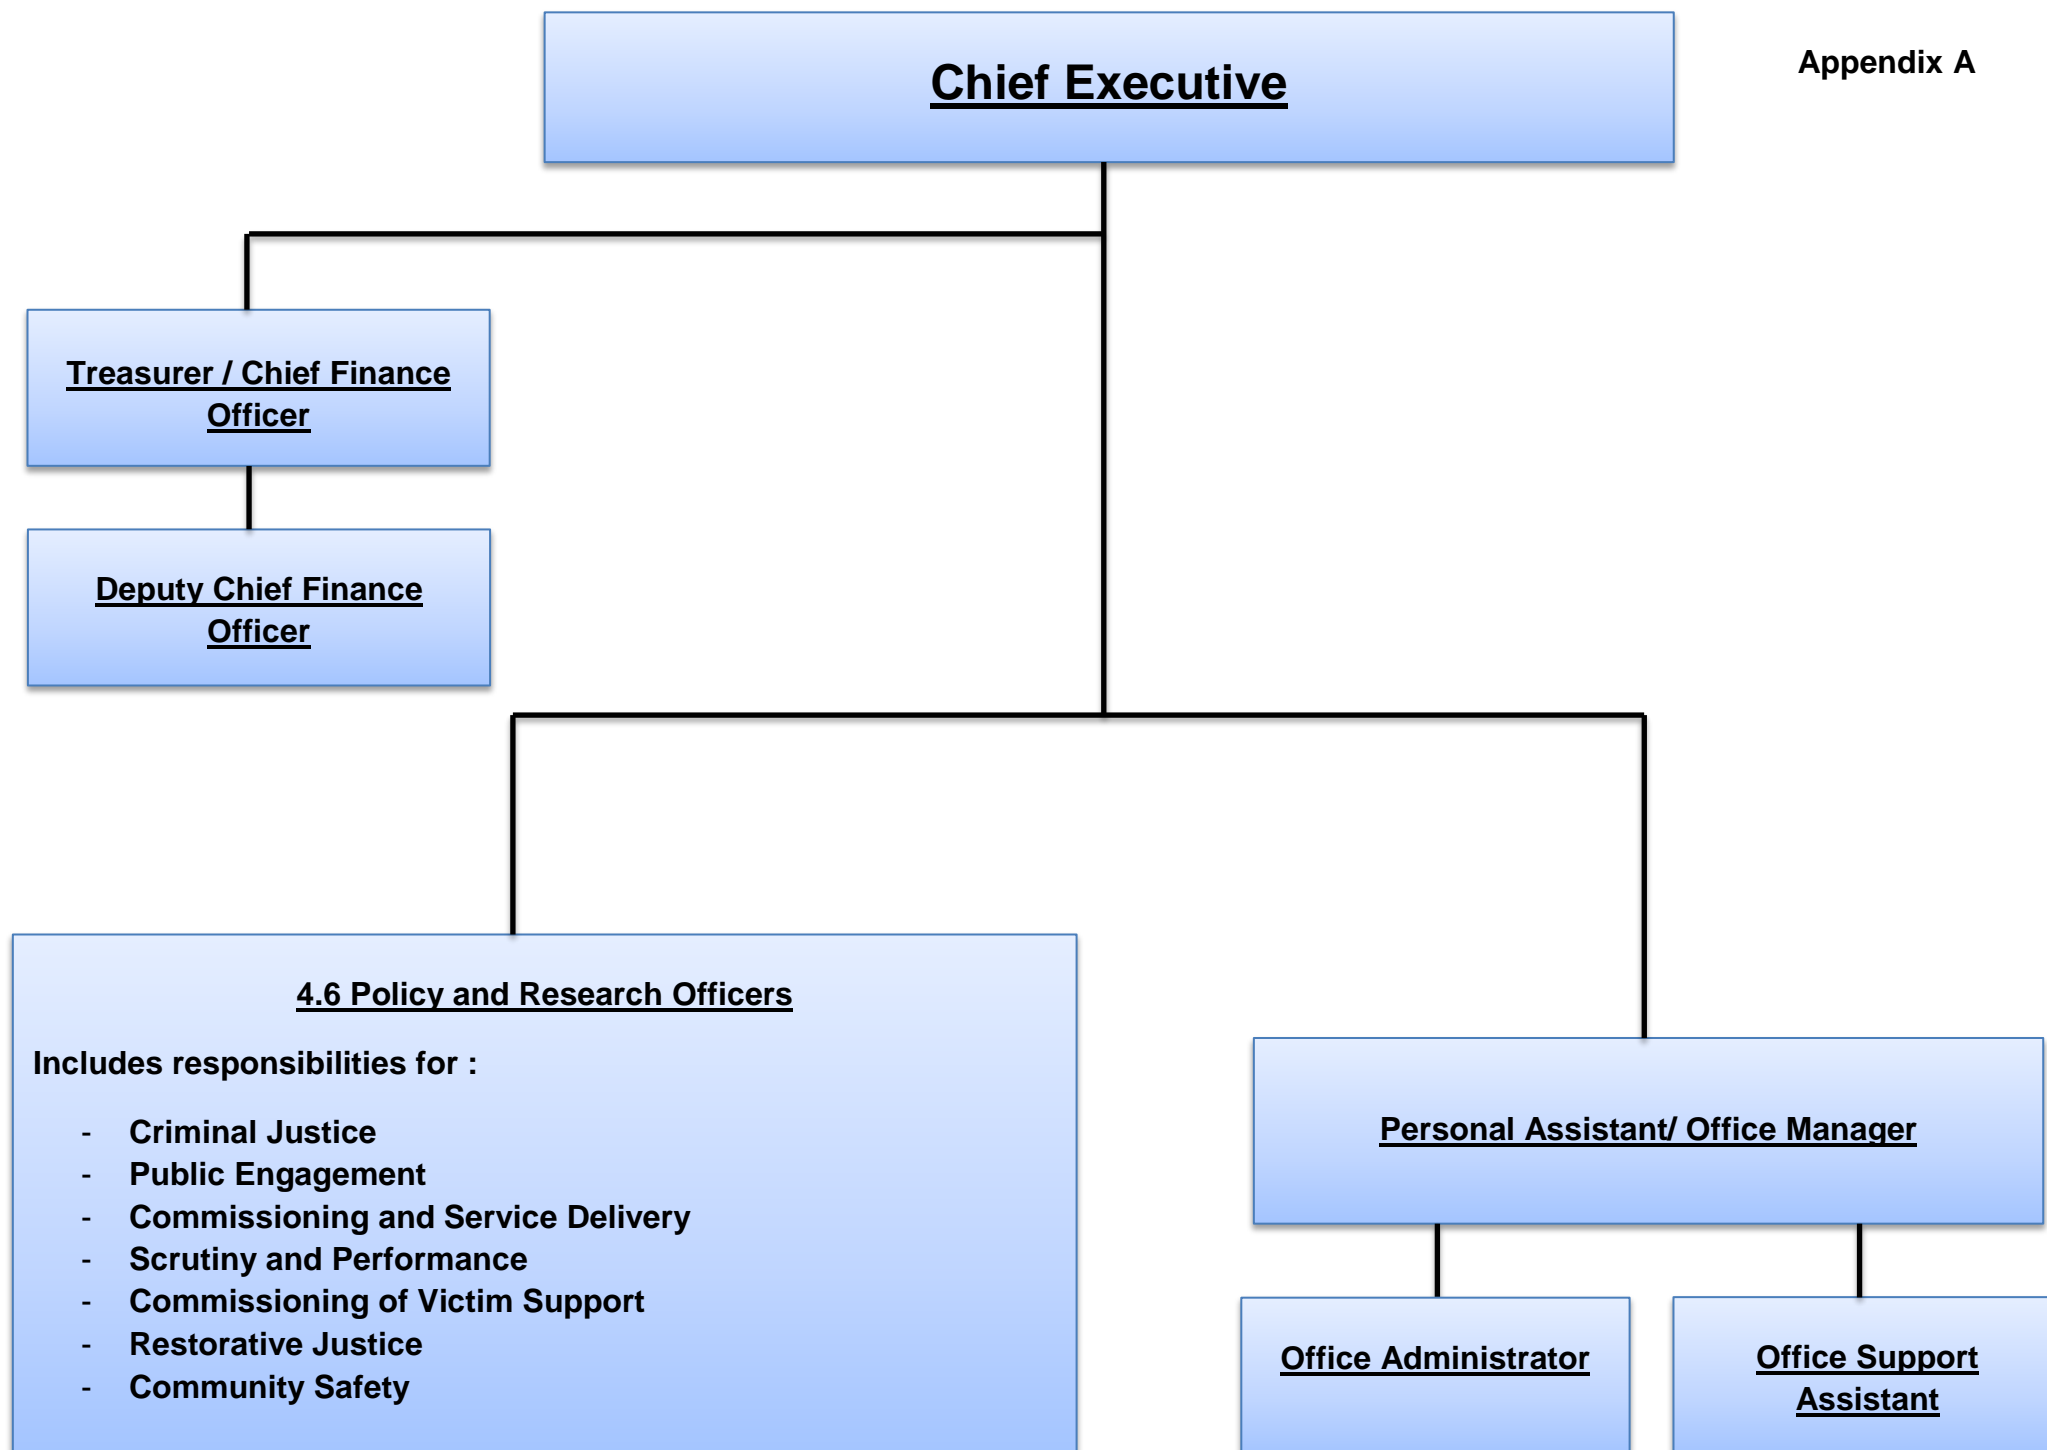 Chief Executive
Appendix A
Treasurer / Chief Finance
Officer
Deputy Chief Finance
Officer
4.6 Policy and Research Officers
Includes responsibilities for :
- Criminal Justice
- Public Engagement
- Commissioning and Service Delivery
- Scrutiny and Performance
- Commissioning of Victim Support
- Restorative Justice
- Community Safety
Personal Assistant/ Office Manager
Office Administrator
Office Support
Assistant